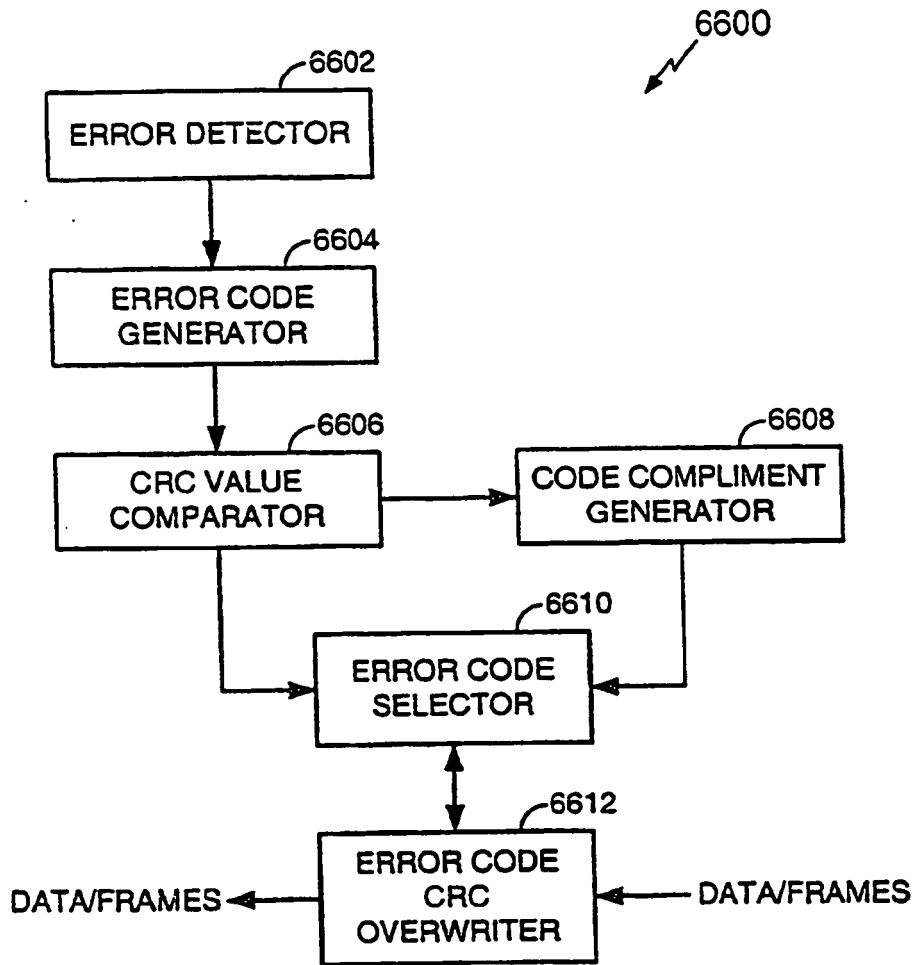 6600
6602
ERROR DETECTOR
6604
ERROR CODE
GENERATOR
6606
CRC VALUE
COMPARATOR
6608
CODE COMPLIMENT
GENERATOR
6610
ERROR CODE
SELECTOR
6612
ERROR CODE
CRC
OVERWRITER
DATA/FRAMES
DATA/FRAMES